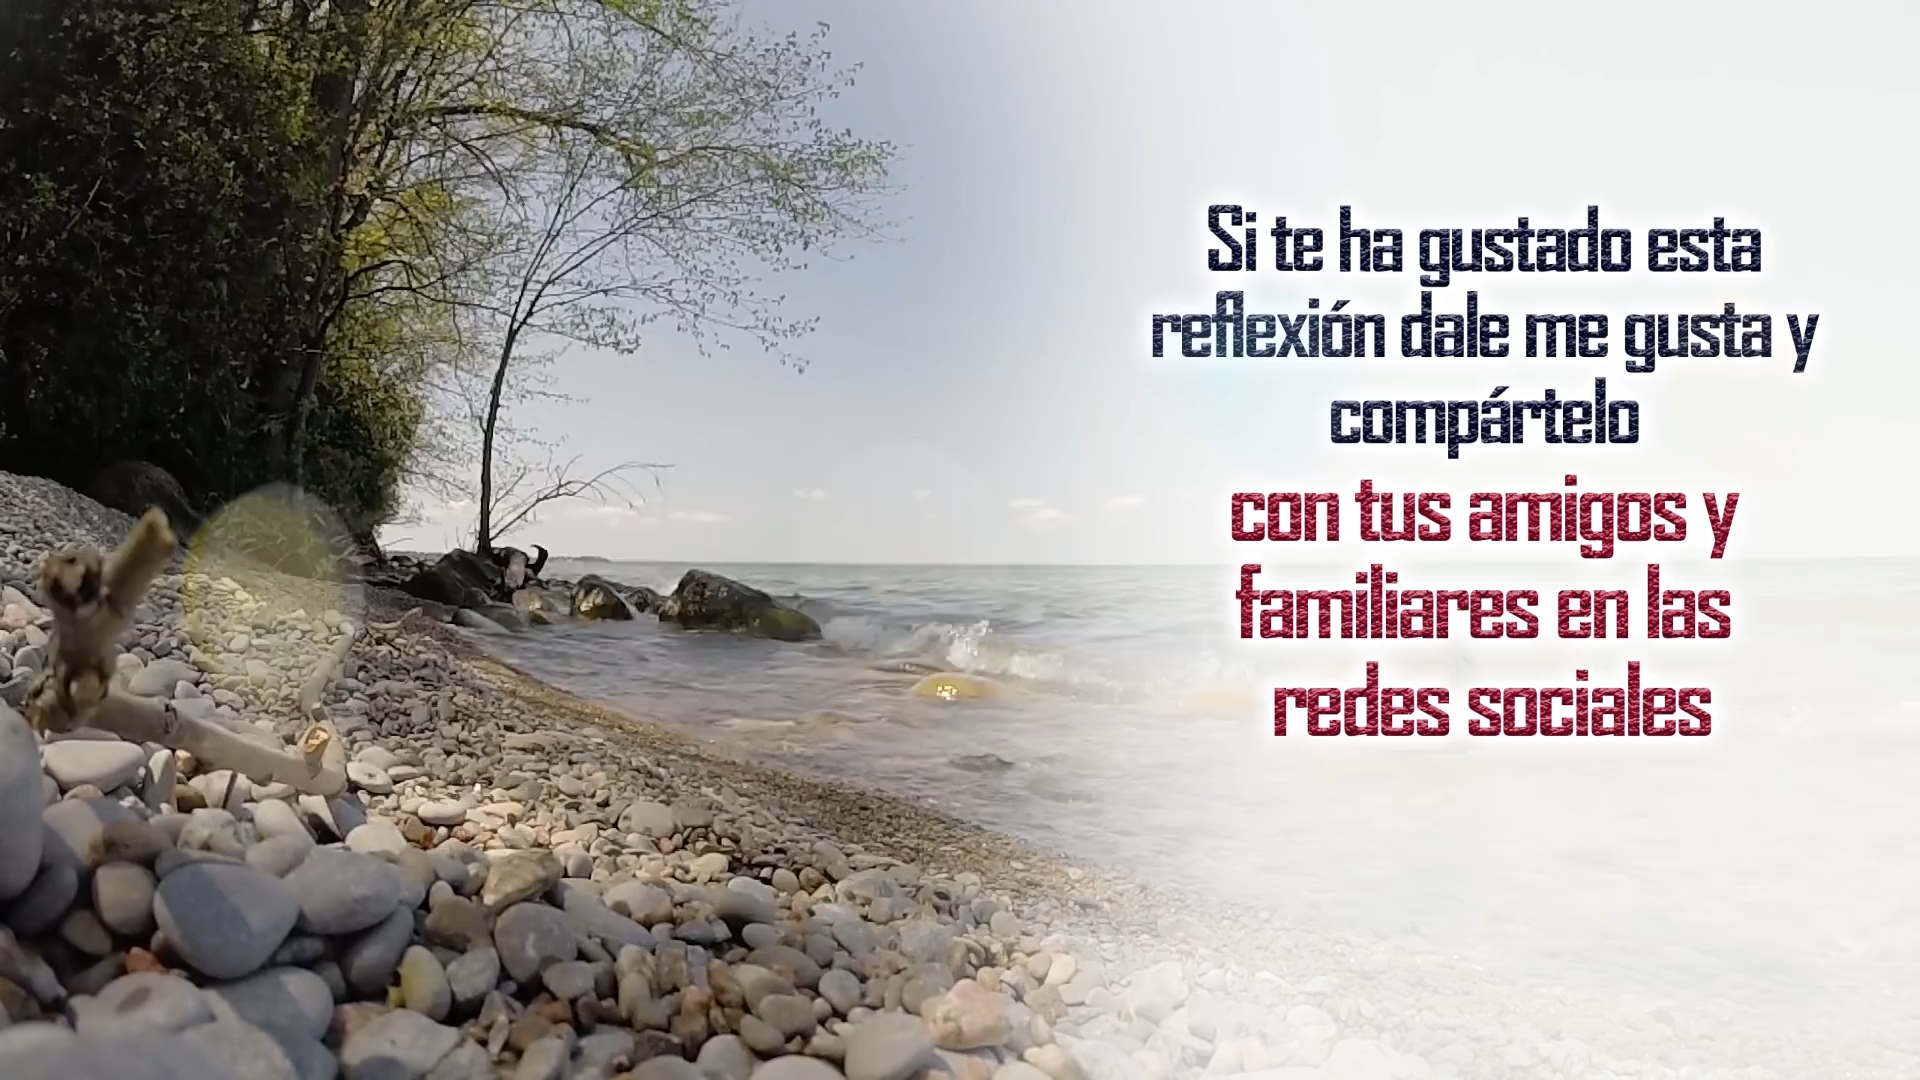 Si te ha gustado esta
reflexión dale me gusta y
compártelo
con tus amigos y
familiares en las
redes sociales